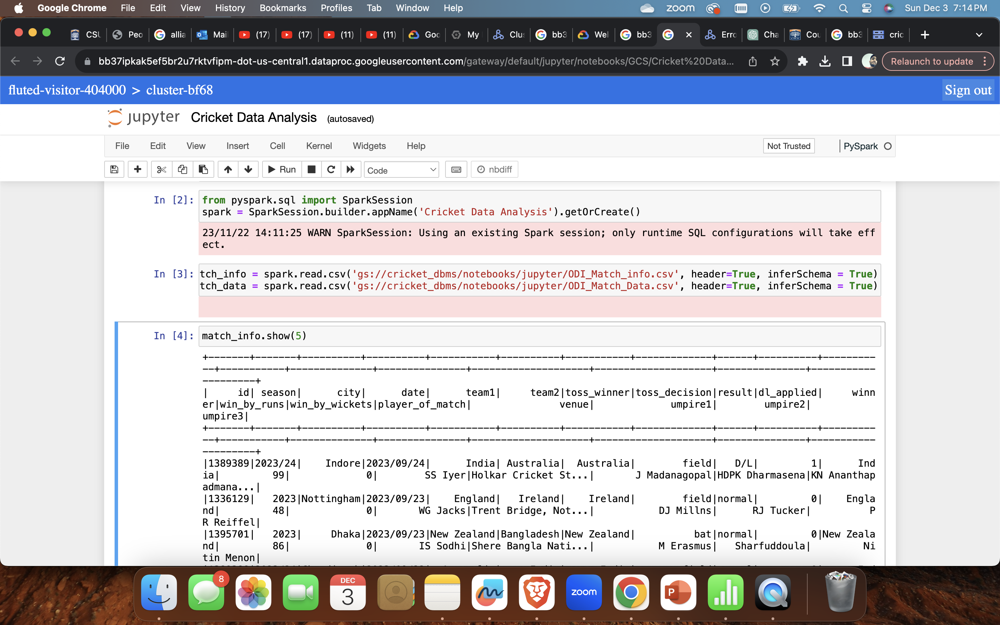 Google Chrome File Edit View History Bookmarks Profiles Tab Window Help zoom Sun Dec 3 7:14 PM
CSU Peo allia Mail (17) (17) (11) (11) Goo My Clus bb3 Wel bb3 Erro Cha Cou bb3 cric
bb37ipkak5ef5br2u7rktvfipm-dot-us-central1.dataproc.googleusercontent.com/gateway/default/jupyter/notebooks/GCS/Cricket%20Data... Relaunch to update
fluted-visitor-404000 > cluster-bf68 Sign out
jupyter Cricket Data Analysis (autosaved)
File Edit View Insert Cell Kernel Widgets Help Not Trusted PySpark
Run Code nbdiff
In [2]: from pyspark.sql import SparkSession
spark = SparkSession.builder.appName('Cricket Data Analysis').getOrCreate()
23/11/22 14:11:25 WARN SparkSession: Using an existing Spark session; only runtime SQL configurations will take eff
ect.
In [3]: tch_info = spark.read.csv('gs://cricket_dbms/notebooks/jupyter/ODI_Match_info.csv', header=True, inferSchema = True)
tch_data = spark.read.csv('gs://cricket_dbms/notebooks/jupyter/ODI_Match_Data.csv', header=True, inferSchema = True)
In [4]: match_info.show(5)
+-------+-------+----------+----------+-----------+----------+-----------+-------------+------+----------+---------
--+-----------+--------------+---------------+--------------------+--------------------+---------------+-----------
---------+
|     id| season|      city|      date|      team1|     team2|toss_winner|toss_decision|result|dl_applied|     winn
er|win_by_runs|win_by_wickets|player_of_match|               venue|             umpire1|        umpire2|
umpire3|
+-------+-------+----------+----------+-----------+----------+-----------+-------------+------+----------+---------
--+-----------+--------------+---------------+--------------------+--------------------+---------------+-----------
---------+
|1389389|2023/24|    Indore|2023/09/24|      India| Australia|  Australia|        field|   D/L|         1|      Ind
ia|         99|             0|        SS Iyer|Holkar Cricket St...|       J Madanagopal|HDPK Dharmasena|KN Ananthap
admana...|
|1336129|   2023|Nottingham|2023/09/23|    England|   Ireland|    Ireland|        field|normal|         0|    Engla
nd|         48|             0|       WG Jacks|Trent Bridge, Not...|           DJ Millns|      RJ Tucker|          P
R Reiffel|
|1395701|   2023|     Dhaka|2023/09/23|New Zealand|Bangladesh|New Zealand|          bat|normal|         0|New Zeala
nd|         86|             0|       IS Sodhi|Shere Bangla Nati...|           M Erasmus|   Sharfuddoula|         Ni
tin Menon|
8 DEC 3 zoom P